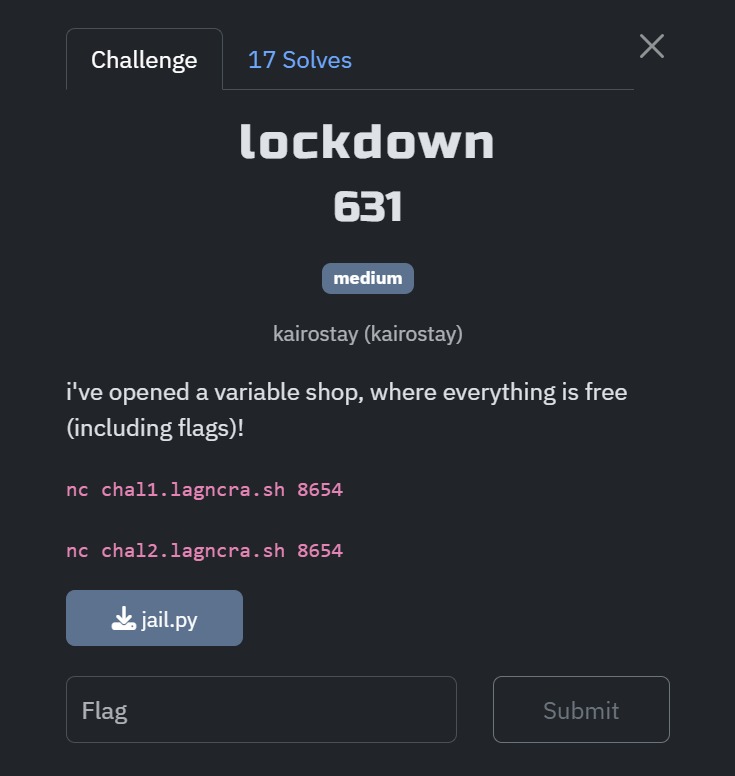 Challenge
17 Solves
lockdown
631
medium
kairostay (kairostay)
i've opened a variable shop, where everything is free
(including flags)!
nc chal1.lagncra.sh 8654
nc chal2.lagncra.sh 8654
jail.py
Flag
Submit